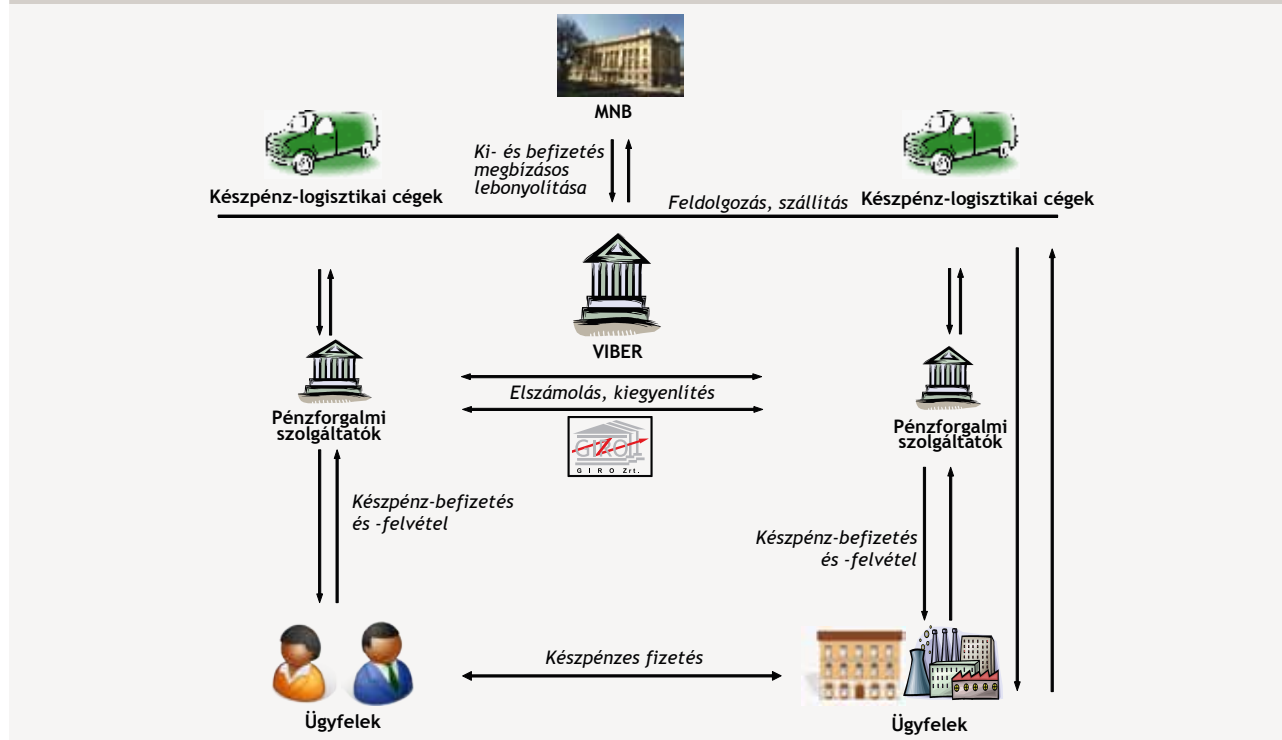 MNB
Ki- és befizetés
megbízásos
lebonyolítása
Készpénz-logisztikai cégek
Feldolgozás, szállítás
Készpénz-logisztikai cégek
VIBER
Elszámolás, kiegyenlítés
Pénzforgalmi
szolgáltatók
Pénzforgalmi
szolgáltatók
GIRO
GIRO Zrt.
Készpénz-befizetés
és -felvétel
Készpénz-befizetés
és -felvétel
Készpénzes fizetés
Ügyfelek
Ügyfelek